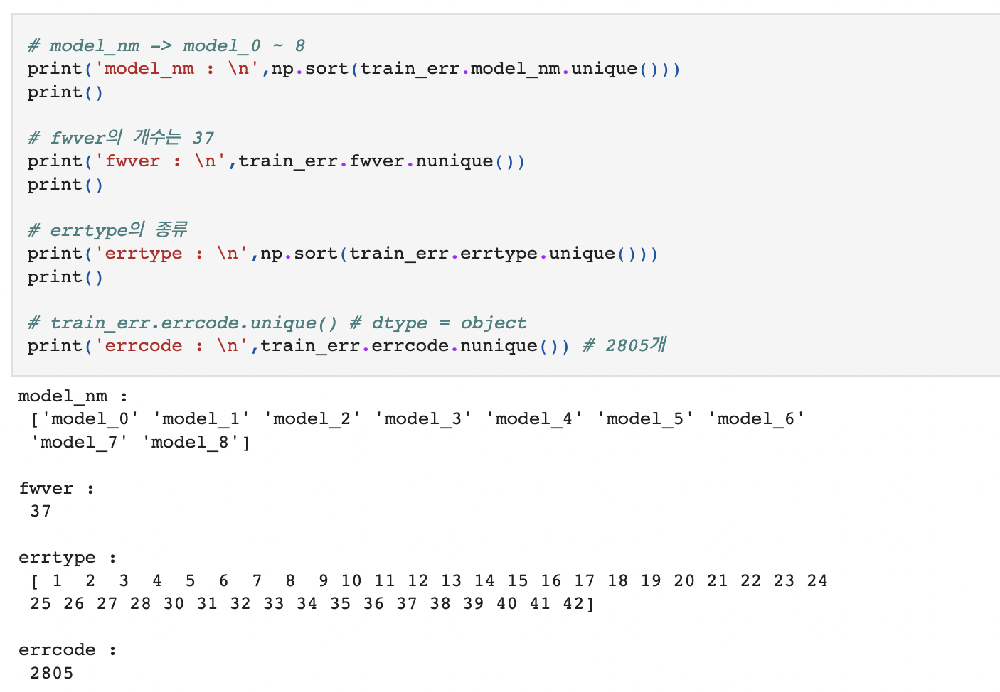 # model_nm -> model_0 ~ 8
print('model_nm : \n',np.sort(train_err.model_nm.unique()))
print()
# fwver의 개수는 37
print('fwver : \n',train_err.fwver.nunique())
print()
# errtype의 종류
print('errtype : \n',np.sort(train_err.errtype.unique()))
print()
# train_err.errcode.unique() # dtype = object
print('errcode : \n',train_err.errcode.nunique()) # 2805개
model_nm :
['model_0' 'model_1' 'model_2' 'model_3' 'model_4' 'model_5' 'model_6'
'model_7' 'model_8']
fwver :
37
errtype :
[ 1  2  3  4  5  6  7  8  9 10 11 12 13 14 15 16 17 18 19 20 21 22 23 24
25 26 27 28 30 31 32 33 34 35 36 37 38 39 40 41 42]
errcode :
2805